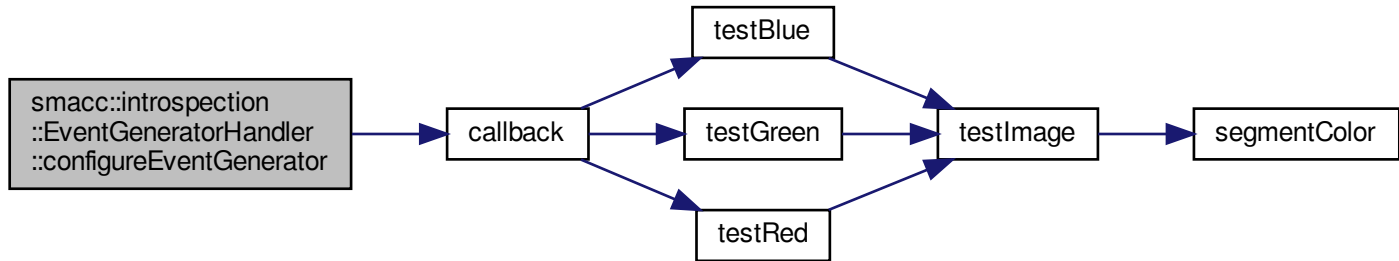 smacc::introspection
::EventGeneratorHandler
::configureEventGenerator
callback
testBlue
testGreen
testRed
testImage
segmentColor